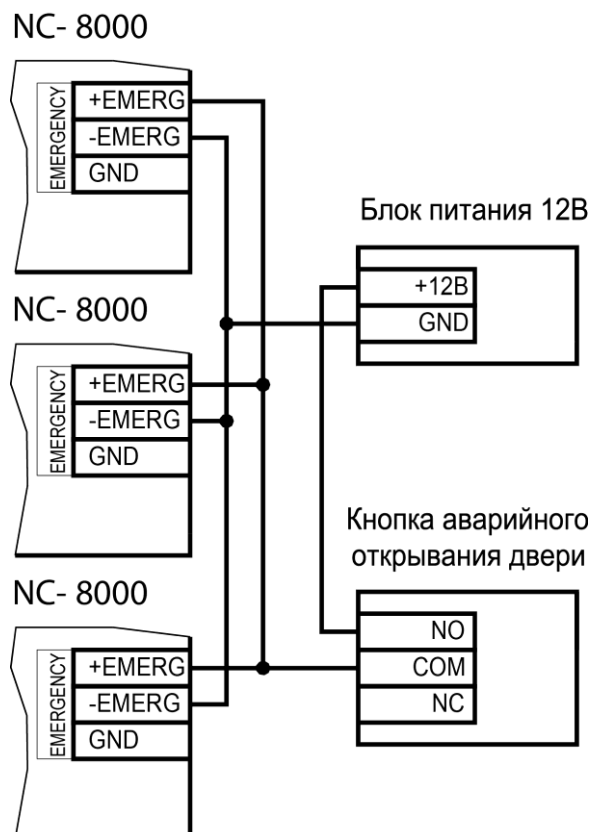 NC- 8000
EMERGENCY
+EMERG
-EMERG
GND
Блок питания 12В
+12В
GND
NC- 8000
EMERGENCY
+EMERG
-EMERG
GND
Кнопка аварийного
открывания двери
NO
COM
NC
NC- 8000
EMERGENCY
+EMERG
-EMERG
GND